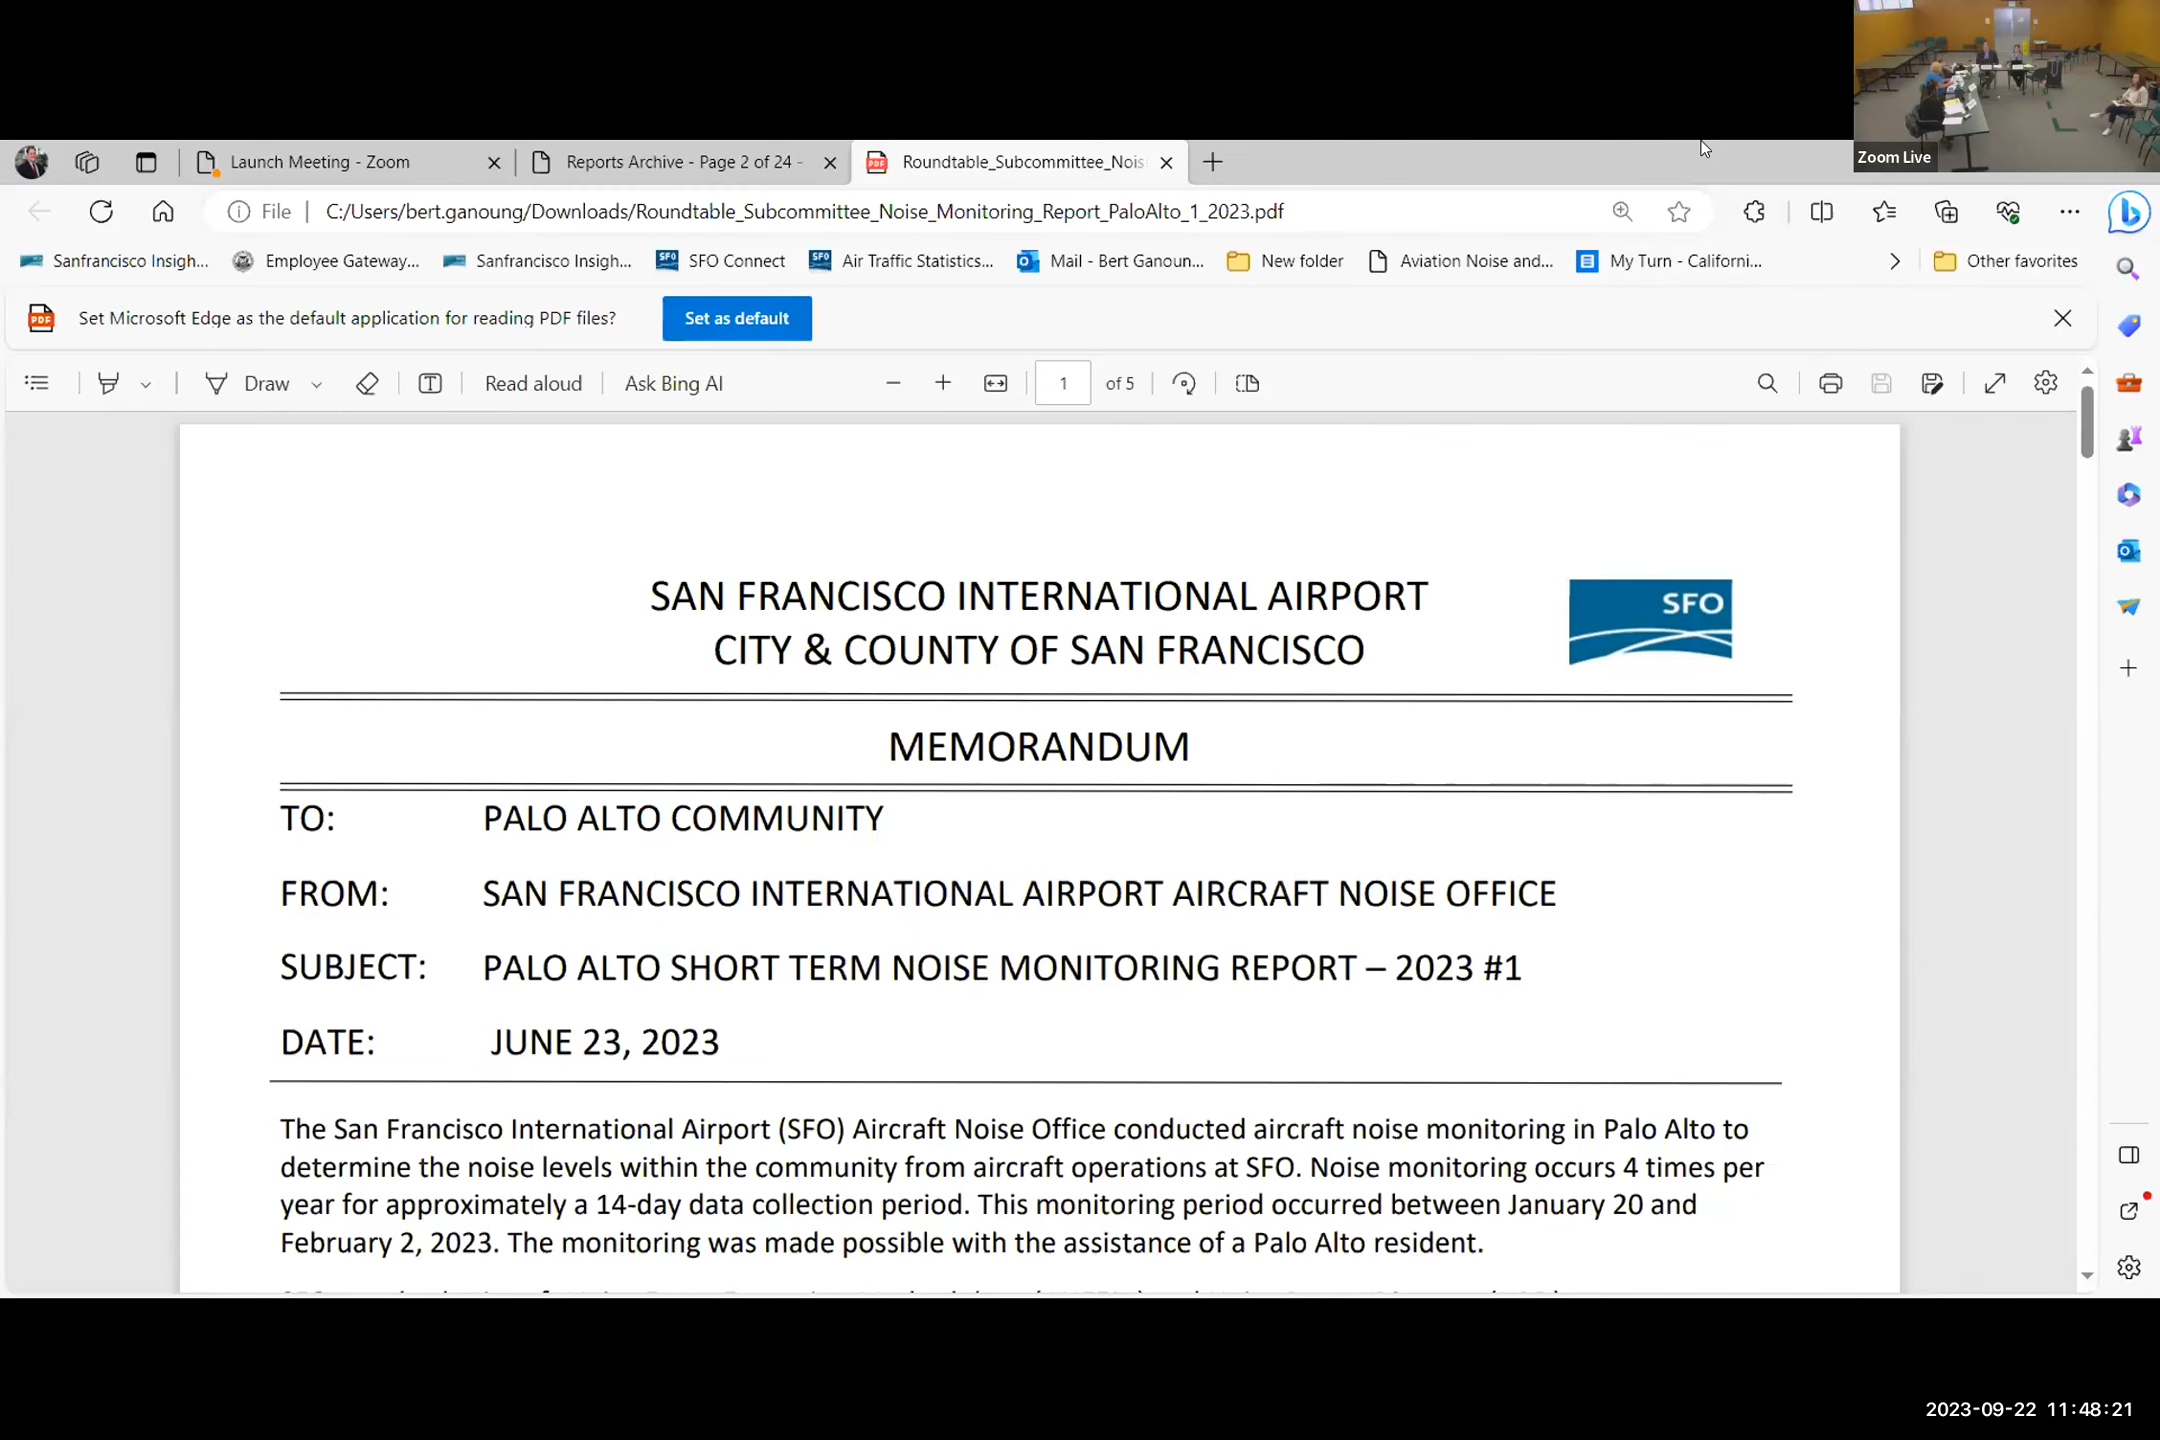 Zoom Live
Launch Meeting - Zoom
Reports Archive - Page 2 of 24 -
Roundtable_Subcommittee_Nois
File
C:/Users/bert.ganoung/Downloads/Roundtable_Subcommittee_Noise_Monitoring_Report_PaloAlto_1_2023.pdf
Sanfrancisco Insigh...
Employee Gateway...
Sanfrancisco Insigh...
SFO
SFO Connect
SFO
Air Traffic Statistics...
Mail - Bert Ganoun...
New folder
Aviation Noise and...
My Turn - Californi...
Other favorites
PDF
Set Microsoft Edge as the default application for reading PDF files?
Set as default
Draw
Read aloud
Ask Bing AI
1
of 5
SAN FRANCISCO INTERNATIONAL AIRPORT
CITY & COUNTY OF SAN FRANCISCO
SFO
MEMORANDUM
TO: PALO ALTO COMMUNITY
FROM: SAN FRANCISCO INTERNATIONAL AIRPORT AIRCRAFT NOISE OFFICE
SUBJECT: PALO ALTO SHORT TERM NOISE MONITORING REPORT – 2023 #1
DATE: JUNE 23, 2023
The San Francisco International Airport (SFO) Aircraft Noise Office conducted aircraft noise monitoring in Palo Alto to
determine the noise levels within the community from aircraft operations at SFO. Noise monitoring occurs 4 times per
year for approximately a 14-day data collection period. This monitoring period occurred between January 20 and
February 2, 2023. The monitoring was made possible with the assistance of a Palo Alto resident.
2023-09-22 11:48:21